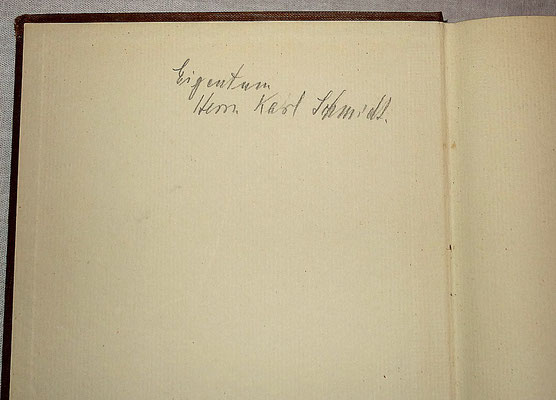 Eigentum
Herrn Karl Schmidt.